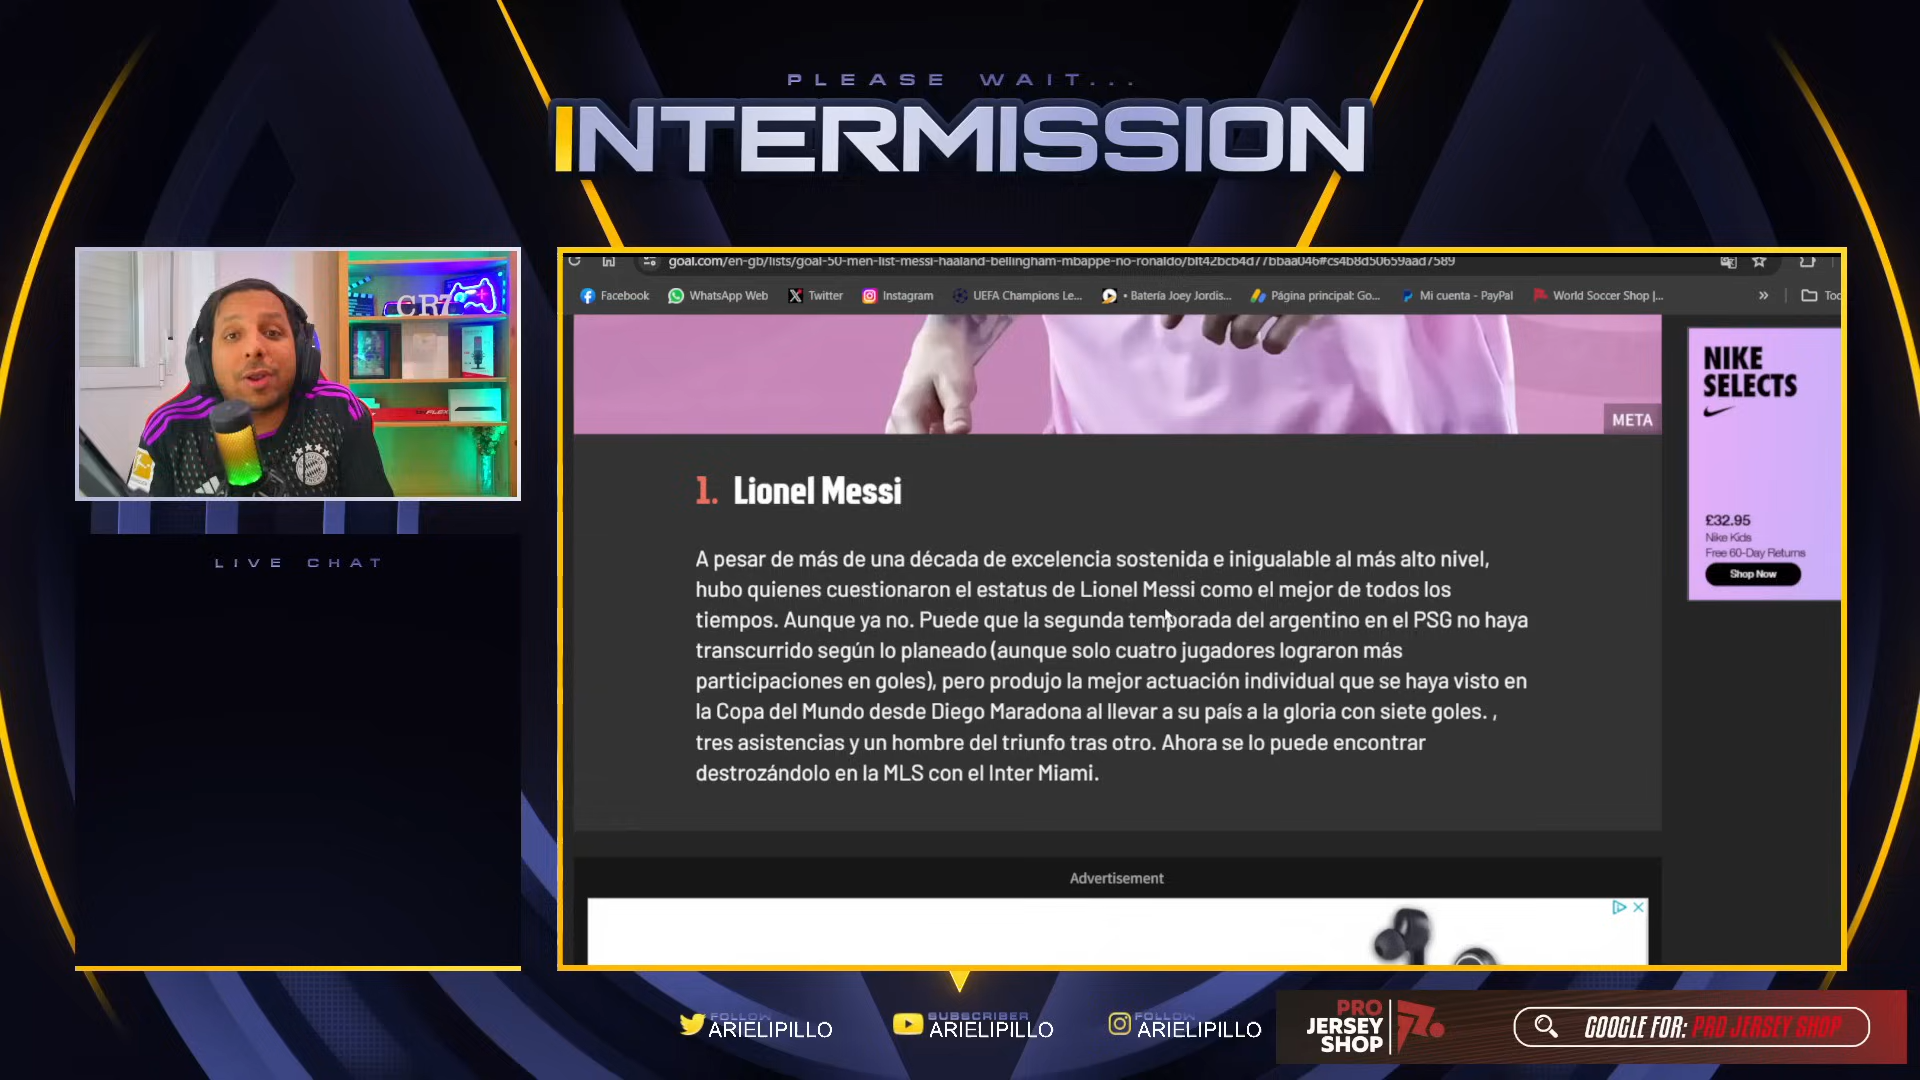 PLEASE WAIT...
INTERMISSION
CR7
goal.com/en-gb/lists/goal-50-men-list-messi-haaland-bellingham-mbappe-no-ronaldo/blt42bcb4d77bbaa046#cs4b8d50659aad7589
Facebook
WhatsApp Web
Twitter
Instagram
UEFA Champions Le...
• Batería Joey Jordis...
Página principal: Go...
Mi cuenta - PayPal
World Soccer Shop |...
»
META
NIKE
SELECTS
£32.95
Nike Kids
Free 60-Day Returns
Shop Now
1. Lionel Messi
A pesar de más de una década de excelencia sostenida e inigualable al más alto nivel,
hubo quienes cuestionaron el estatus de Lionel Messi como el mejor de todos los
tiempos. Aunque ya no. Puede que la segunda temporada del argentino en el PSG no haya
transcurrido según lo planeado (aunque solo cuatro jugadores lograron más
participaciones en goles), pero produjo la mejor actuación individual que se haya visto en
la Copa del Mundo desde Diego Maradona al llevar a su país a la gloria con siete goles. ,
tres asistencias y un hombre del triunfo tras otro. Ahora se lo puede encontrar
destrozándolo en la MLS con el Inter Miami.
Advertisement
LIVE CHAT
FOLLOW
ARIELIPILLO
SUBSCRIBER
ARIELIPILLO
FOLLOW
ARIELIPILLO
PRO
JERSEY
SHOP
GOOGLE FOR: PRO JERSEY SHOP